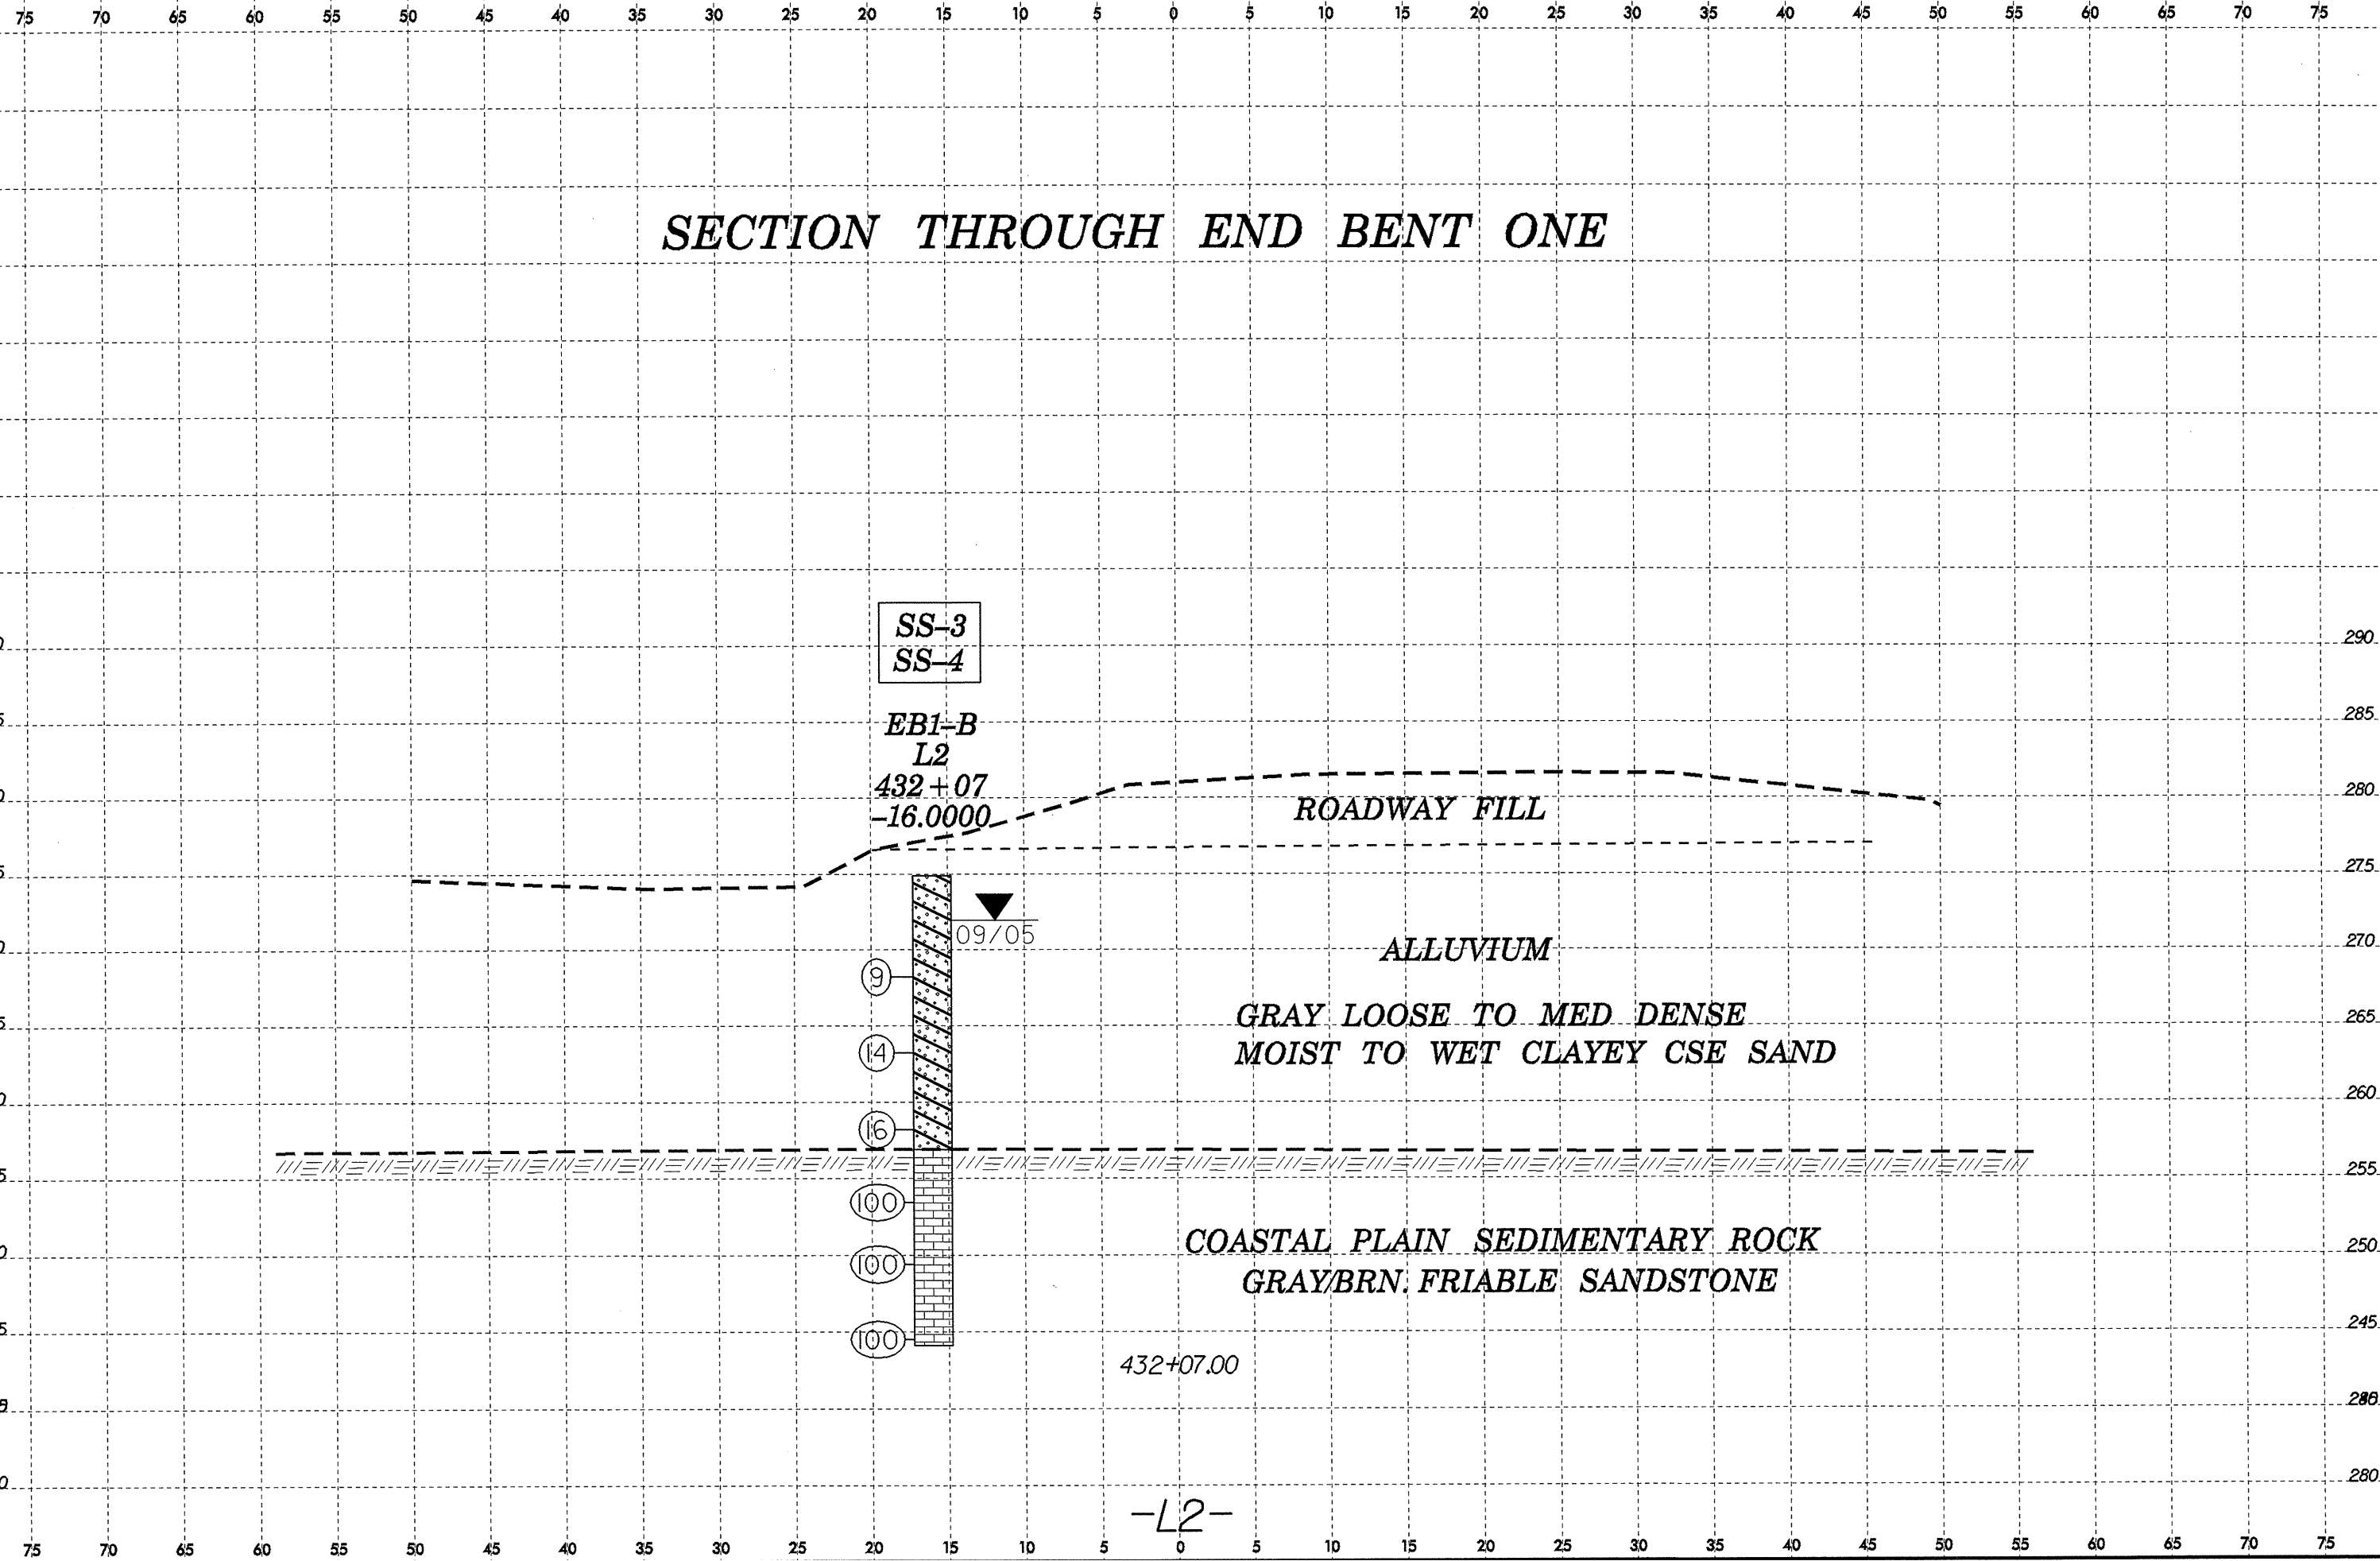 75 70 65 60 55 50 45 40 35 30 25 20 15 10 5 0 5 10 15 20 25 30 35 40 45 50 55 60 65 70 75
SECTION THROUGH END BENT ONE
SS-3
SS-4
290
EB1-B
285
L2
432+07
280
-16.0000
ROADWAY FILL
275
09/05
ALLUVIUM
270
9
GRAY LOOSE TO MED DENSE
265
14
MOIST TO WET CLAYEY CSE SAND
260
16
255
100
COASTAL PLAIN SEDIMENTARY ROCK
250
100
GRAY/BRN. FRIABLE SANDSTONE
245
100
432+07.00
280
-L2-
75 70 65 60 55 50 45 40 35 30 25 20 15 10 5 0 5 10 15 20 25 30 35 40 45 50 55 60 65 70 75